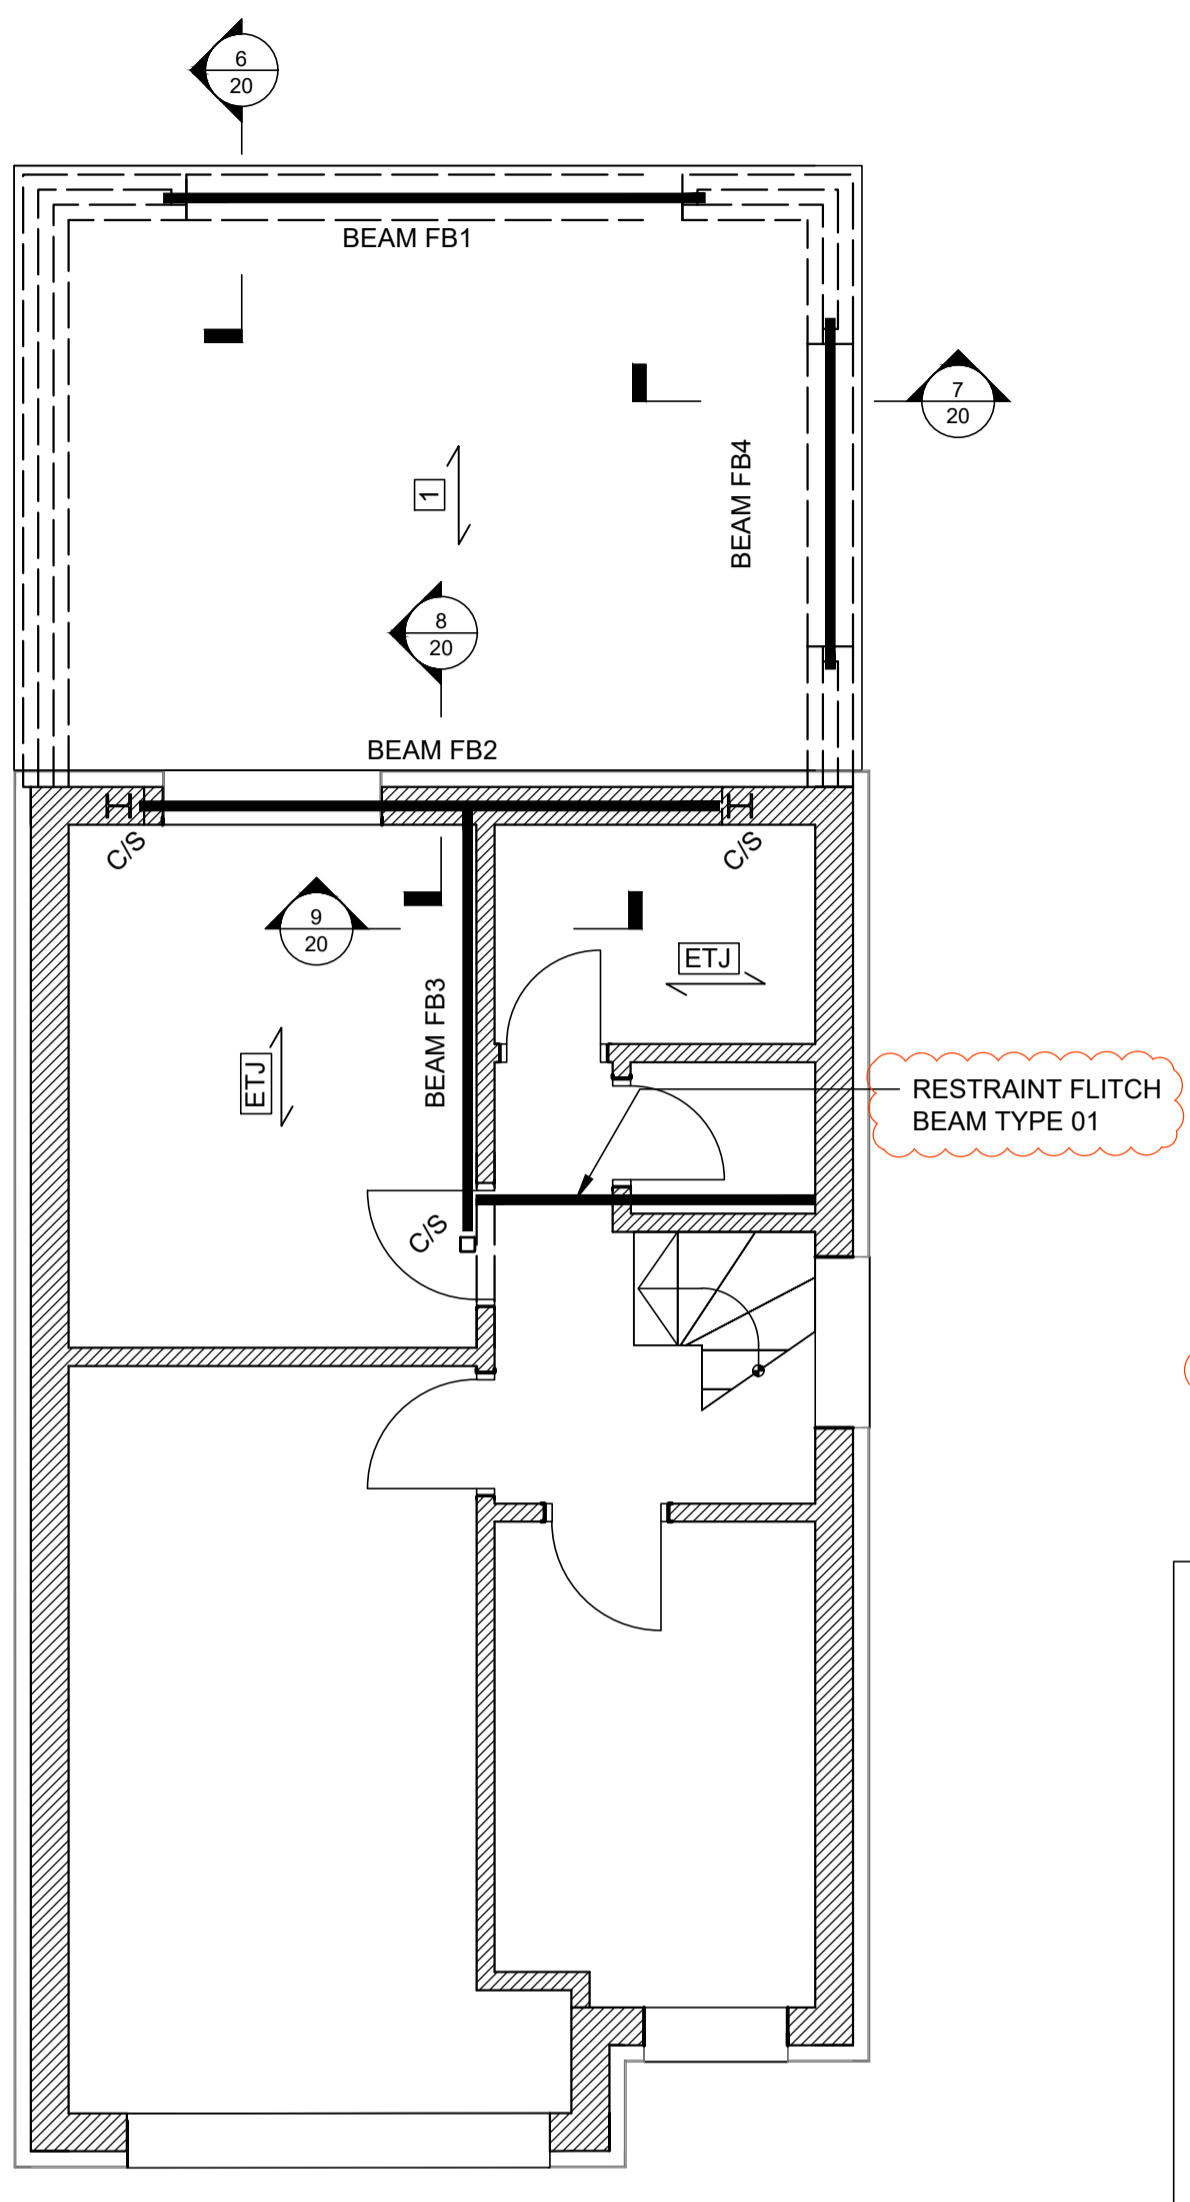 6
20
BEAM FB1
7
20
BEAM FB4
1
8
20
BEAM FB2
C/S
C/S
9
20
ETJ
BEAM FB3
ETJ
RESTRAINT FLITCH
BEAM TYPE 01
C/S